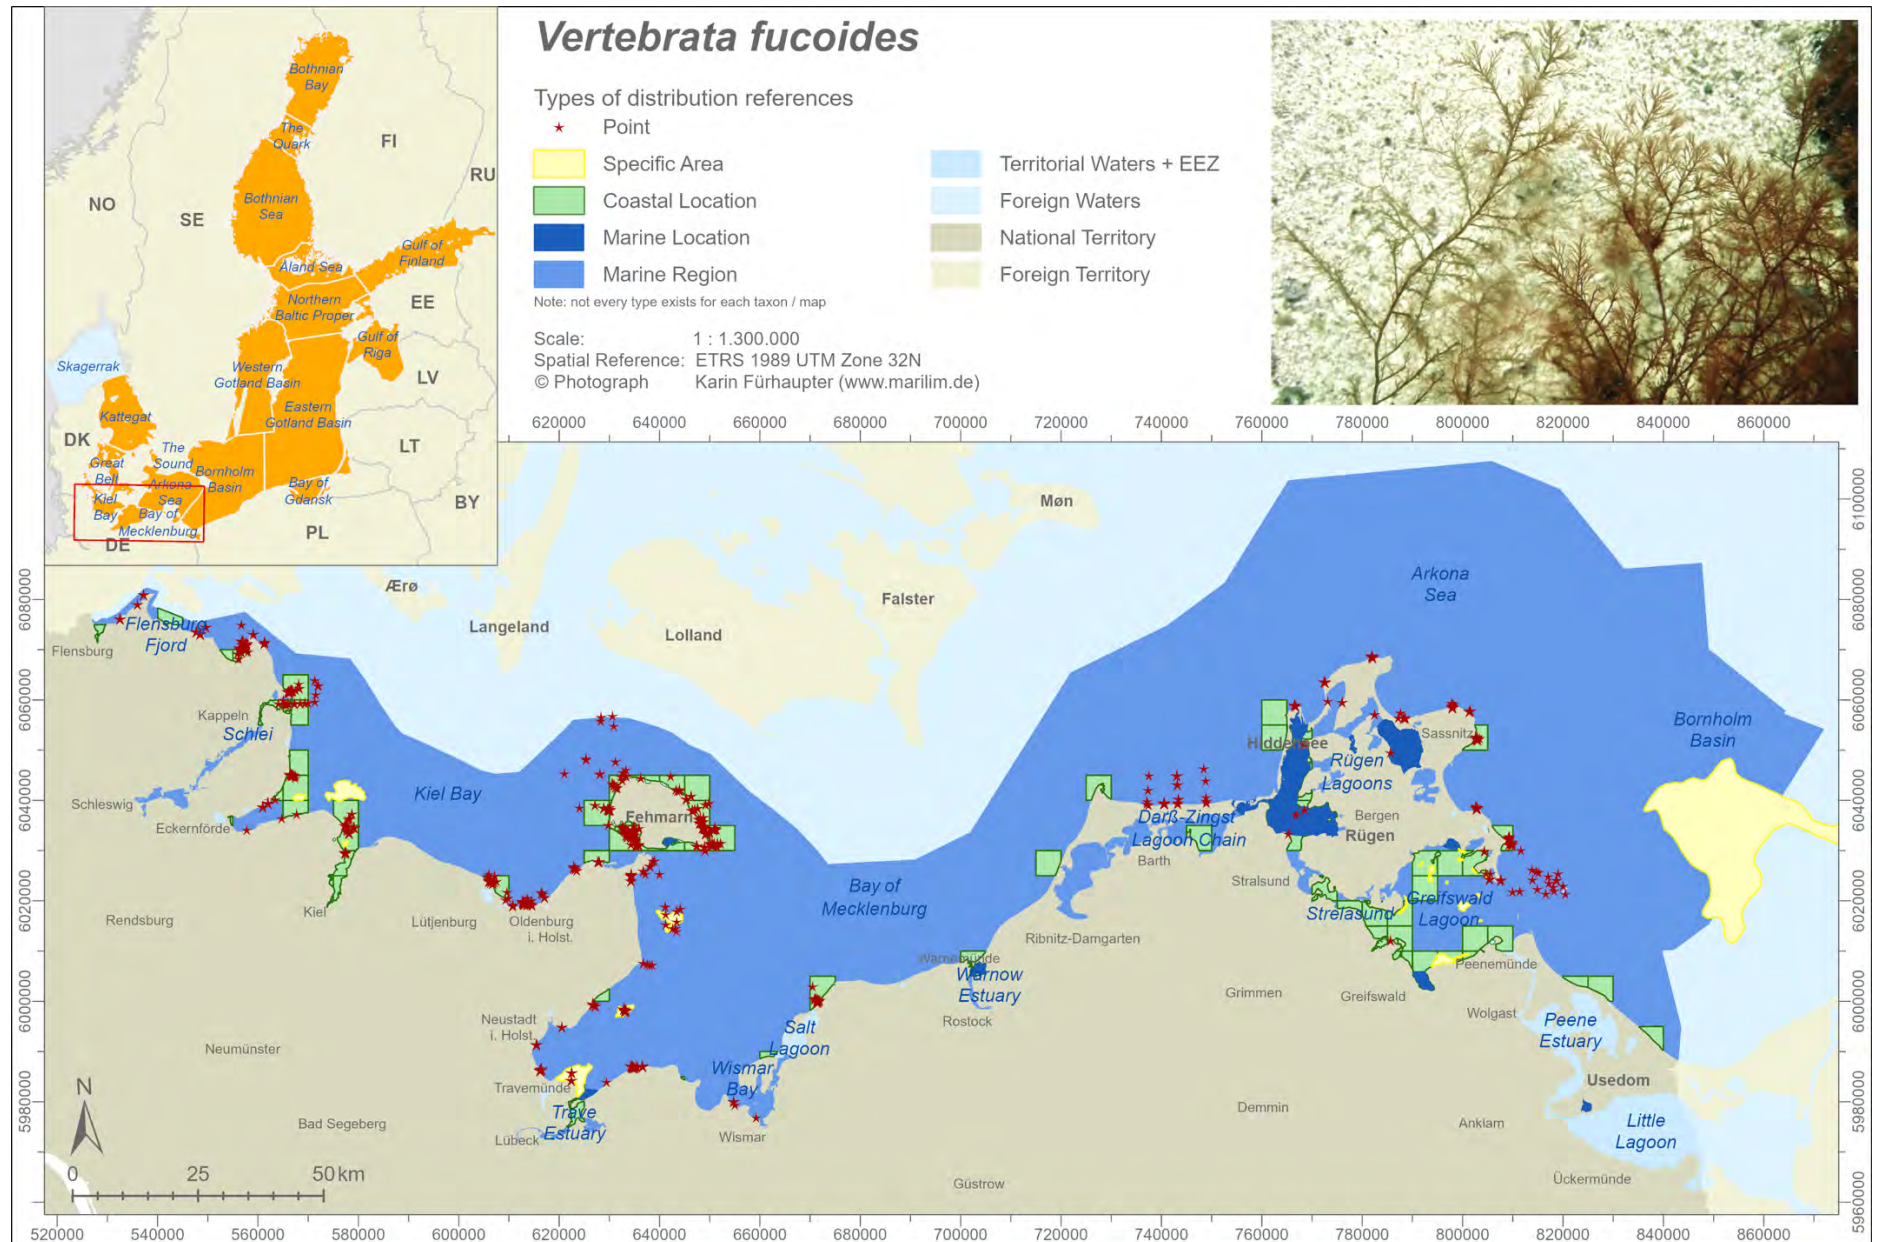 Vertebrata fucoides
Types of distribution references
Point
Specific Area
Coastal Location
Marine Location
Marine Region
Territorial Waters + EEZ
Foreign Waters
National Territory
Foreign Territory
Note: not every type exists for each taxon / map
Scale: 1 : 1.300.000
Spatial Reference: ETRS 1989 UTM Zone 32N
© Photograph Karin Fürhaupter (www.marilim.de)
Bothnian
Bay
The
Quark
FI
RU
NO
SE
Bothnian
Sea
Gulf of
Finland
Åland Sea
Northern
Baltic Proper
EE
Gulf of
Riga
Skagerrak
Western
Gotland Basin
LV
Kattegat
Eastern
Gotland Basin
DK
The
Sound
LT
Great
Belt
Bornholm
Basin
Arkona
Sea
Bay of
Gdansk
Kiel
Bay
Bay of
Mecklenburg
BY
DE
PL
620000 640000 660000 680000 700000 720000 740000 760000 780000 800000 820000 840000 860000
6100000
6080000
6060000
6040000
6020000
6000000
5980000
5960000
6080000
6060000
6040000
6020000
6000000
5980000
Møn
Ærø
Arkona
Sea
Falster
Langeland
Lolland
Flensburg
Fjord
Flensburg
Kappeln
Schlei
Bornholm
Basin
Sassnitz
Hiddensee
Rügen
Lagoons
Kiel Bay
Schleswig
Eckernförde
Fehmarn
Darß-Zingst
Lagoon Chain
Bergen
Rügen
Barth
Stralsund
Bay of
Mecklenburg
Greifswald
Lagoon
Strelasund
Rendsburg
Kiel
Lütjenburg
Oldenburg
i. Holst.
Ribnitz-Damgarten
Warnemünde
Warnow
Estuary
Peenemünde
Grimmen
Greifswald
Wolgast
Rostock
Neustadt
i. Holst.
Salt
Lagoon
Peene
Estuary
Neumünster
Wismar
Bay
Travemünde
Usedom
Trave
Estuary
Demmin
Anklam
Bad Segeberg
Lübeck
Wismar
Little
Lagoon
Güstrow
Ückermünde
N
0 25 50 km
520000 540000 560000 580000 600000 620000 640000 660000 680000 700000 720000 740000 760000 780000 800000 820000 840000 860000